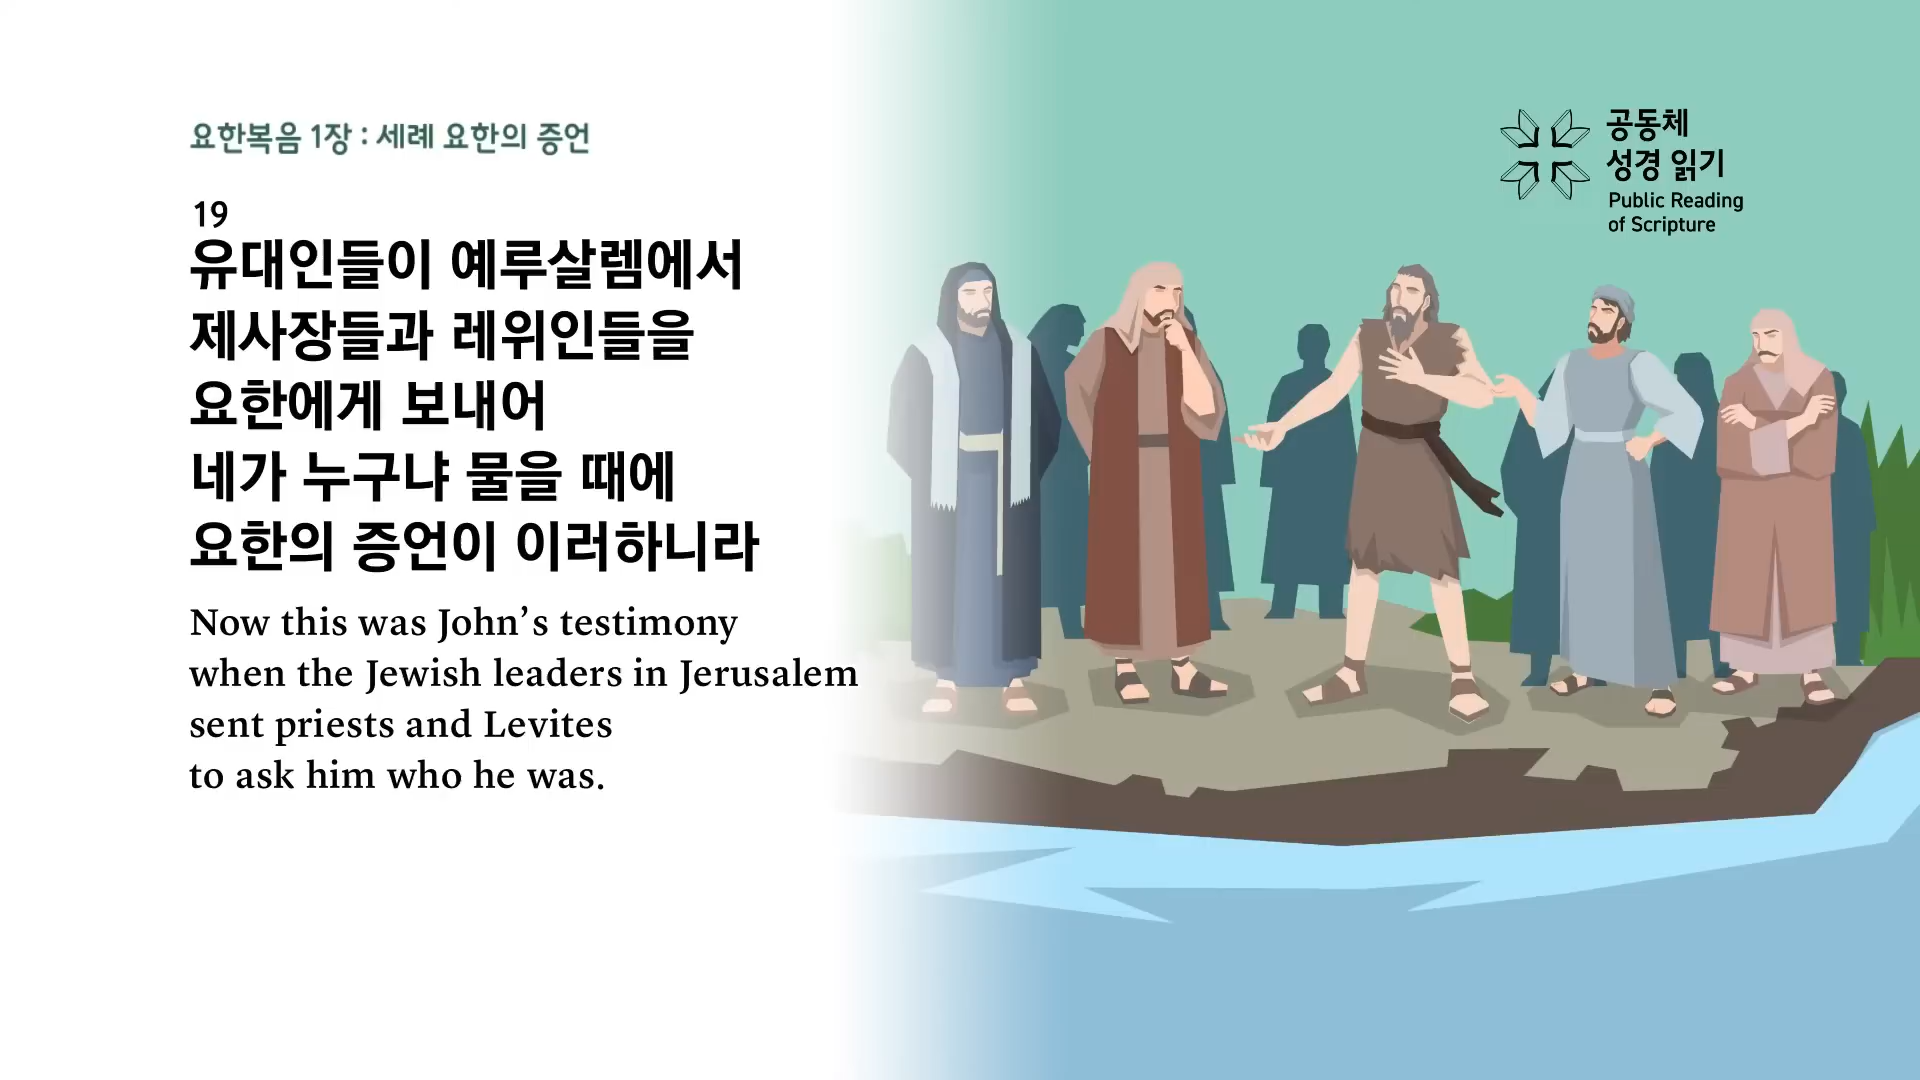 요한복음 1장 : 세례 요한의 증언
19
유대인들이 예루살렘에서
제사장들과 레위인들을
요한에게 보내어
네가 누구냐 물을 때에
요한의 증언이 이러하니라
Now this was John’s testimony
when the Jewish leaders in Jerusalem
sent priests and Levites
to ask him who he was.
공동체
성경 읽기
Public Reading
of Scripture